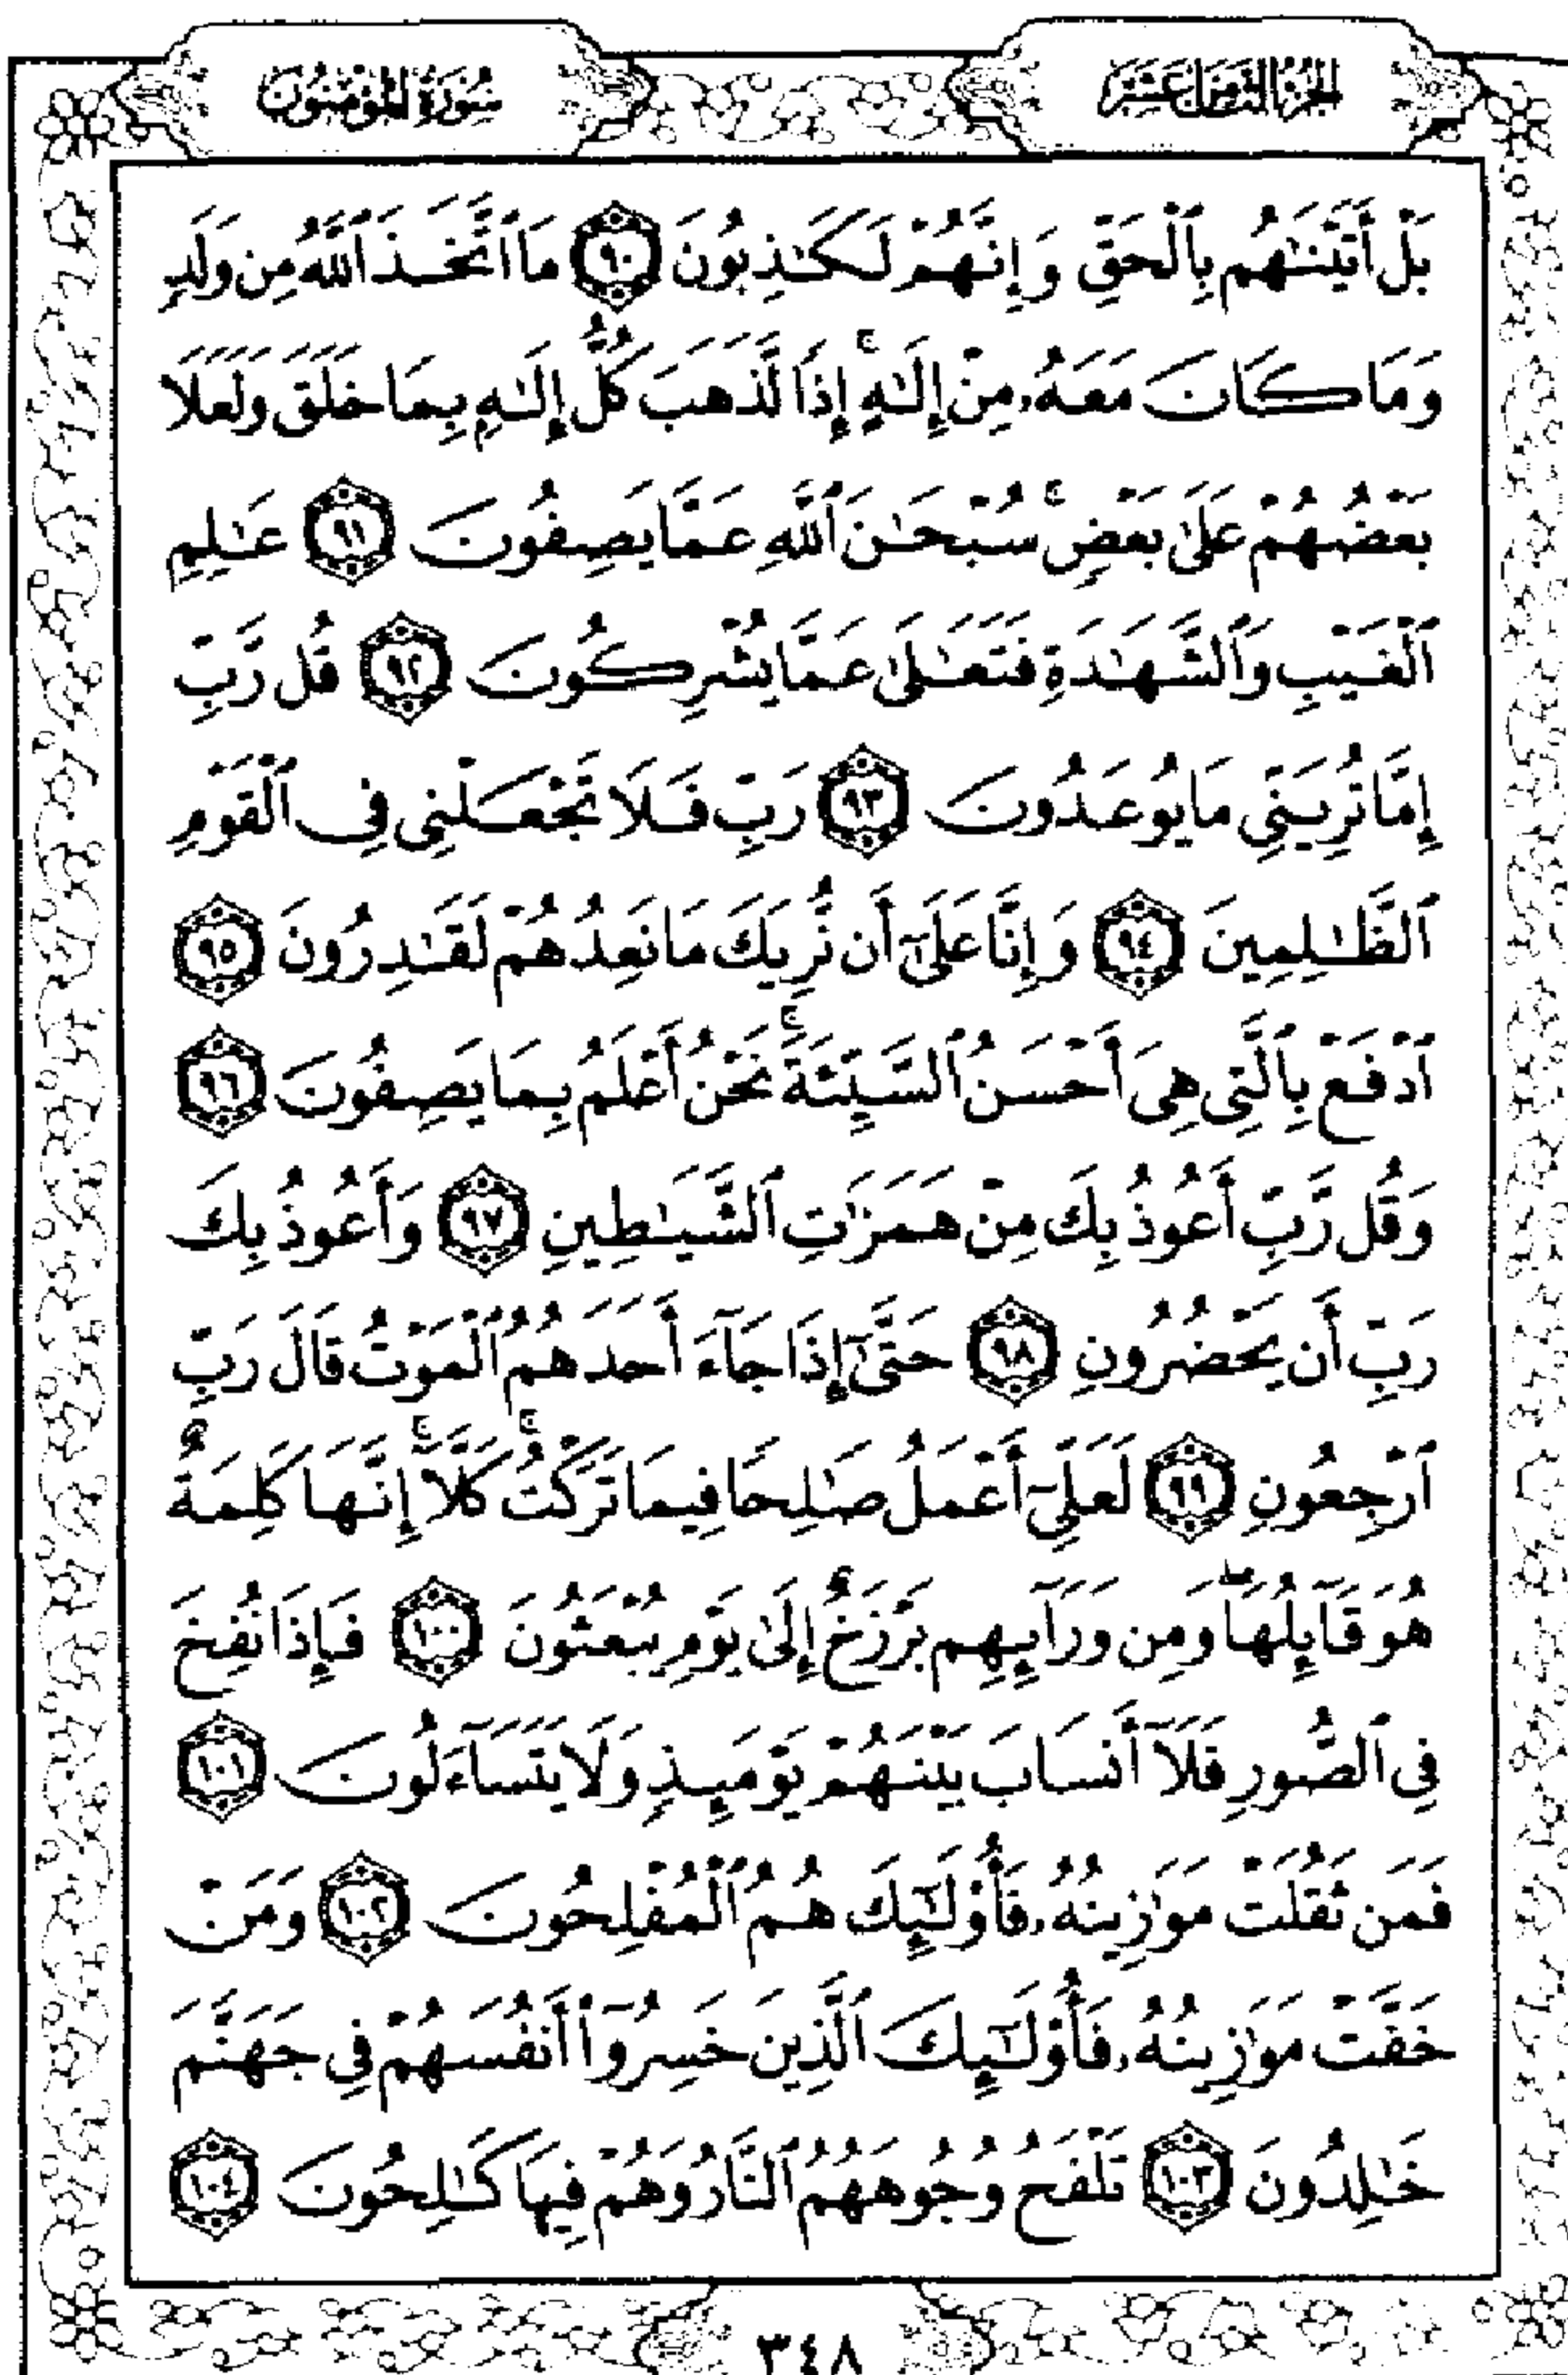 الجزء الثامن عشر
سورة المؤمنون
بَلْ أَتَيْنَٰهُم بِٱلْحَقِّ وَإِنَّهُمْ لَكَٰذِبُونَ ٩٠ مَا ٱتَّخَذَ ٱللَّهُ مِن وَلَدٍ
وَمَا كَانَ مَعَهُۥ مِنْ إِلَٰهٍ ۚ إِذًا لَّذَهَبَ كُلُّ إِلَٰهٍۭ بِمَا خَلَقَ وَلَعَلَا
بَعْضُهُمْ عَلَىٰ بَعْضٍ ۚ سُبْحَٰنَ ٱللَّهِ عَمَّا يَصِفُونَ ٩١ عَٰلِمِ
ٱلْغَيْبِ وَٱلشَّهَٰدَةِ فَتَعَٰلَىٰ عَمَّا يُشْرِكُونَ ٩٢ قُل رَّبِّ
إِمَّا تُرِيَنِّي مَا يُوعَدُونَ ٩٣ رَبِّ فَلَا تَجْعَلْنِي فِي ٱلْقَوْمِ
ٱلظَّٰلِمِينَ ٩٤ وَإِنَّا عَلَىٰٓ أَن نُّرِيَكَ مَا نَعِدُهُمْ لَقَٰدِرُونَ ٩٥
ٱدْفَعْ بِٱلَّتِي هِيَ أَحْسَنُ ٱلسَّيِّئَةَ ۚ نَحْنُ أَعْلَمُ بِمَا يَصِفُونَ ٩٦
وَقُل رَّبِّ أَعُوذُ بِكَ مِنْ هَمَزَٰتِ ٱلشَّيَٰطِينِ ٩٧ وَأَعُوذُ بِكَ
رَبِّ أَن يَحْضُرُونِ ٩٨ حَتَّىٰٓ إِذَا جَآءَ أَحَدَهُمُ ٱلْمَوْتُ قَالَ رَبِّ
ٱرْجِعُونِ ٩٩ لَعَلِّيٓ أَعْمَلُ صَٰلِحًا فِيمَا تَرَكْتُ ۚ كَلَّآ ۚ إِنَّهَا كَلِمَةٌ
هُوَ قَآئِلُهَا ۖ وَمِن وَرَآئِهِم بَرْزَخٌ إِلَىٰ يَوْمِ يُبْعَثُونَ ١٠٠ فَإِذَا نُفِخَ
فِي ٱلصُّورِ فَلَآ أَنسَابَ بَيْنَهُمْ يَوْمَئِذٍ وَلَا يَتَسَآءَلُونَ ١٠١
فَمَن ثَقُلَتْ مَوَٰزِينُهُۥ فَأُو۟لَٰٓئِكَ هُمُ ٱلْمُفْلِحُونَ ١٠٢ وَمَنْ
خَفَّتْ مَوَٰزِينُهُۥ فَأُو۟لَٰٓئِكَ ٱلَّذِينَ خَسِرُوٓا۟ أَنفُسَهُمْ فِي جَهَنَّمَ
خَٰلِدُونَ ١٠٣ تَلْفَحُ وُجُوهَهُمُ ٱلنَّارُ وَهُمْ فِيهَا كَٰلِحُونَ ١٠٤
٣٤٨